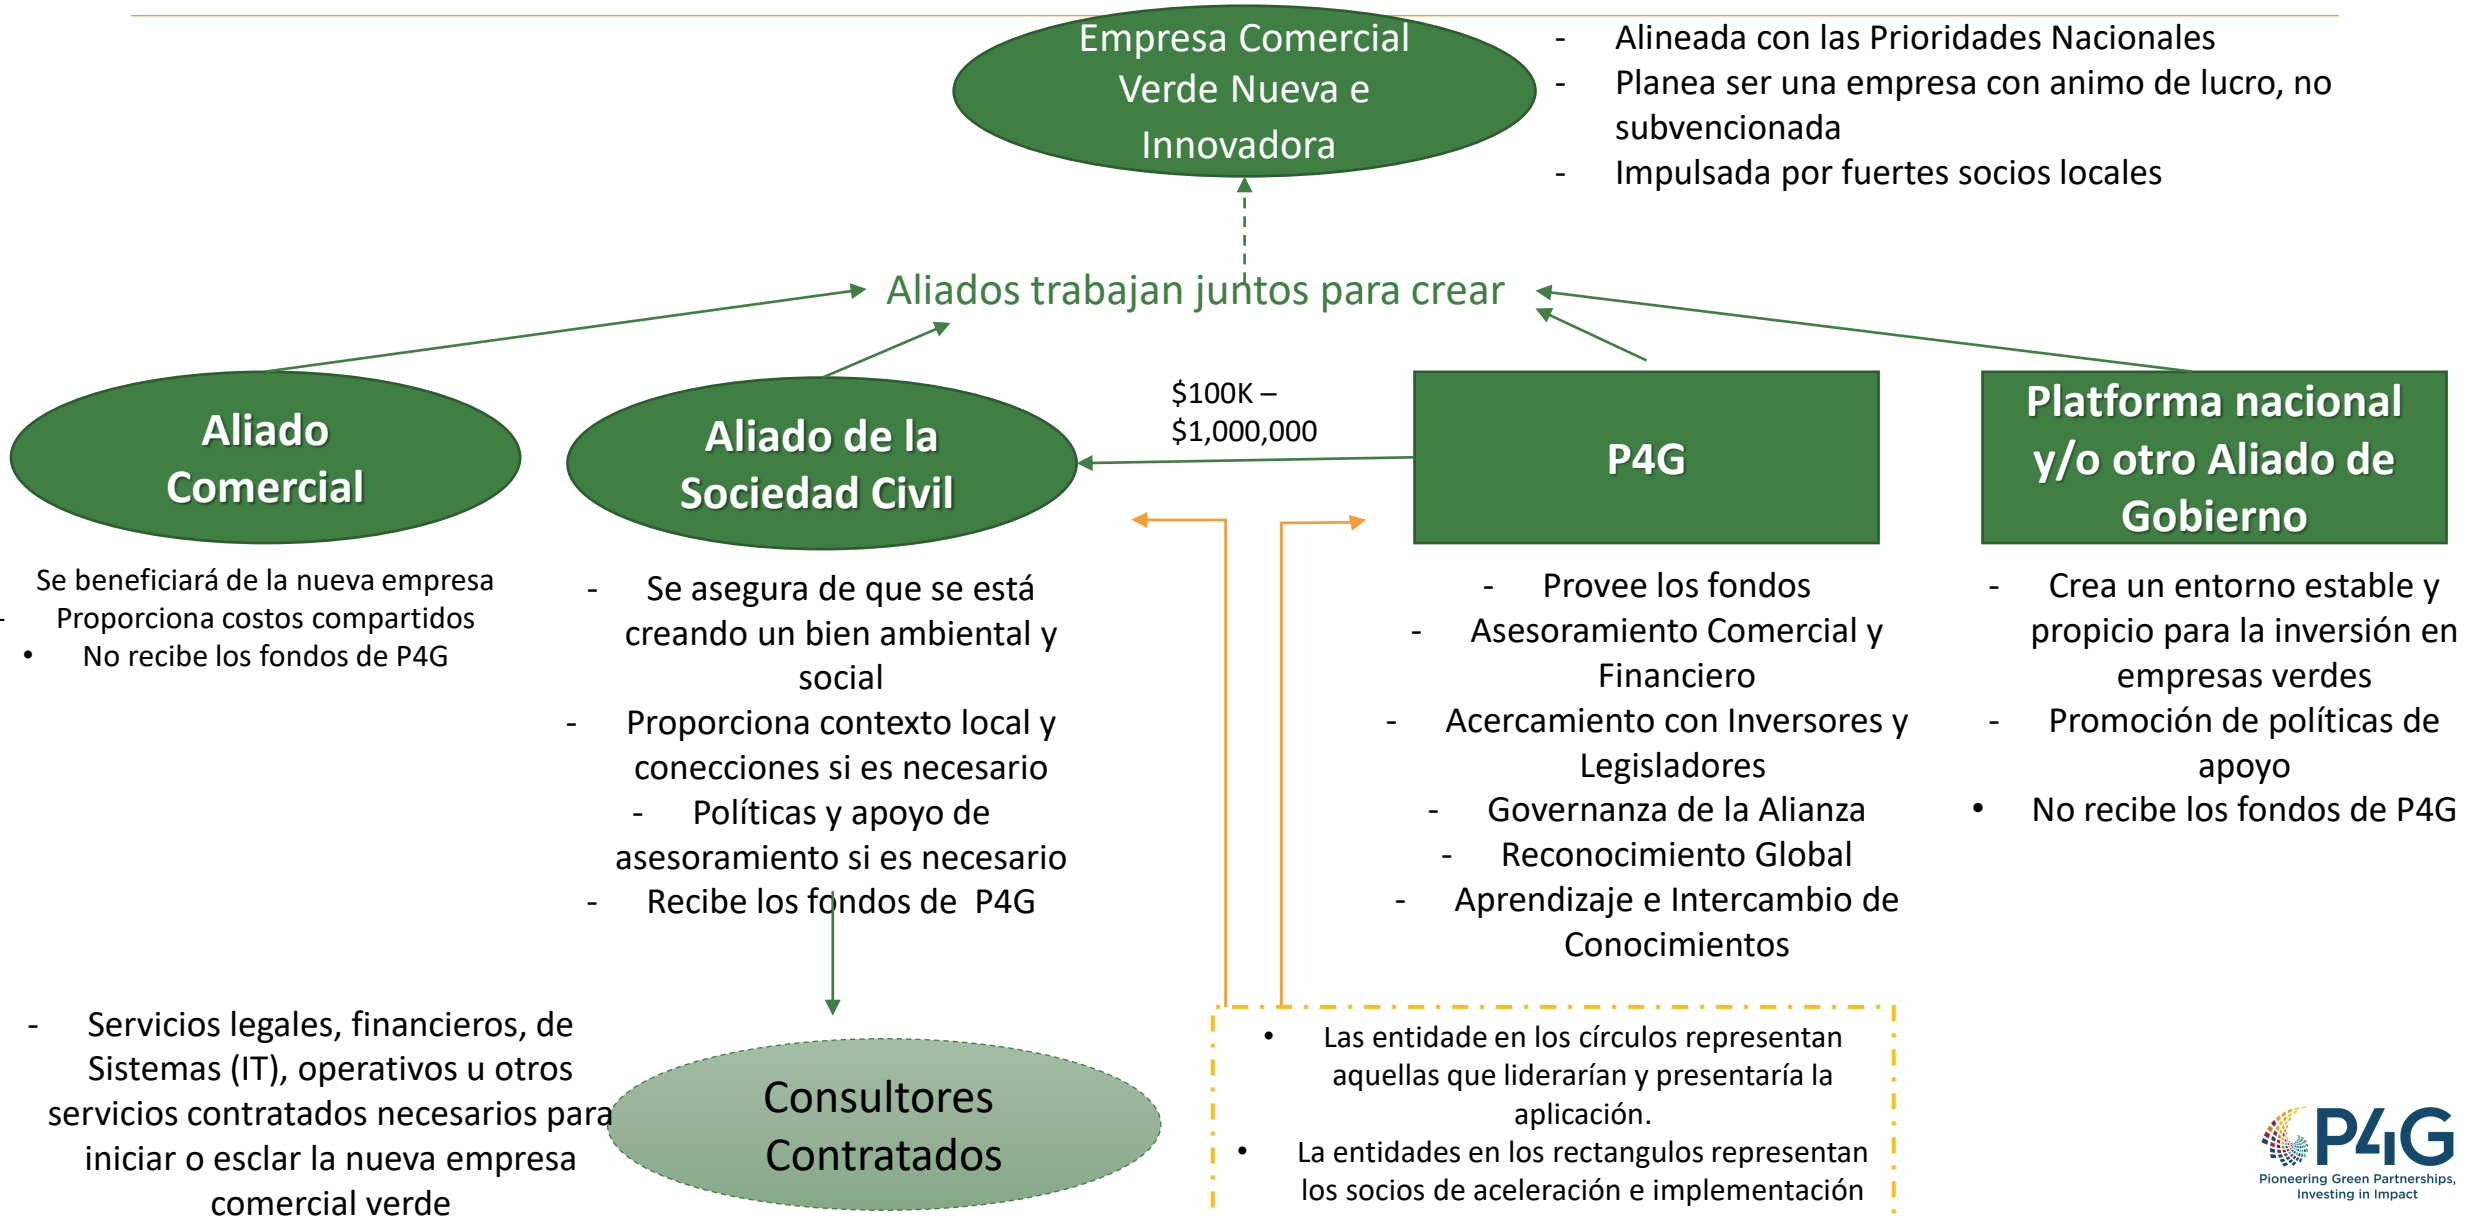 Empresa Comercial
Verde Nueva e
Innovadora
- Alineada con las Prioridades Nacionales
- Planea ser una empresa con animo de lucro, no
subvencionada
- Impulsada por fuertes socios locales
Aliados trabajan juntos para crear
Aliado
Comercial
Aliado de la
Sociedad Civil
$100K –
$1,000,000
P4G
Platforma nacional
y/o otro Aliado de
Gobierno
Se beneficiará de la nueva empresa
- Proporciona costos compartidos
• No recibe los fondos de P4G
- Se asegura de que se está
creando un bien ambiental y
social
- Proporciona contexto local y
conecciones si es necesario
- Políticas y apoyo de
asesoramiento si es necesario
- Recibe los fondos de P4G
- Provee los fondos
- Asesoramiento Comercial y
Financiero
- Acercamiento con Inversores y
Legisladores
- Governanza de la Alianza
- Reconocimiento Global
- Aprendizaje e Intercambio de
Conocimientos
- Crea un entorno estable y
propicio para la inversión en
empresas verdes
- Promoción de políticas de
apoyo
• No recibe los fondos de P4G
- Servicios legales, financieros, de
Sistemas (IT), operativos u otros
servicios contratados necesarios para
iniciar o esclar la nueva empresa
comercial verde
Consultores
Contratados
• Las entidade en los círculos representan
aquellas que liderarían y presentaría la
aplicación.
• La entidades en los rectangulos representan
los socios de aceleración e implementación
P4G
Pioneering Green Partnerships,
Investing in Impact